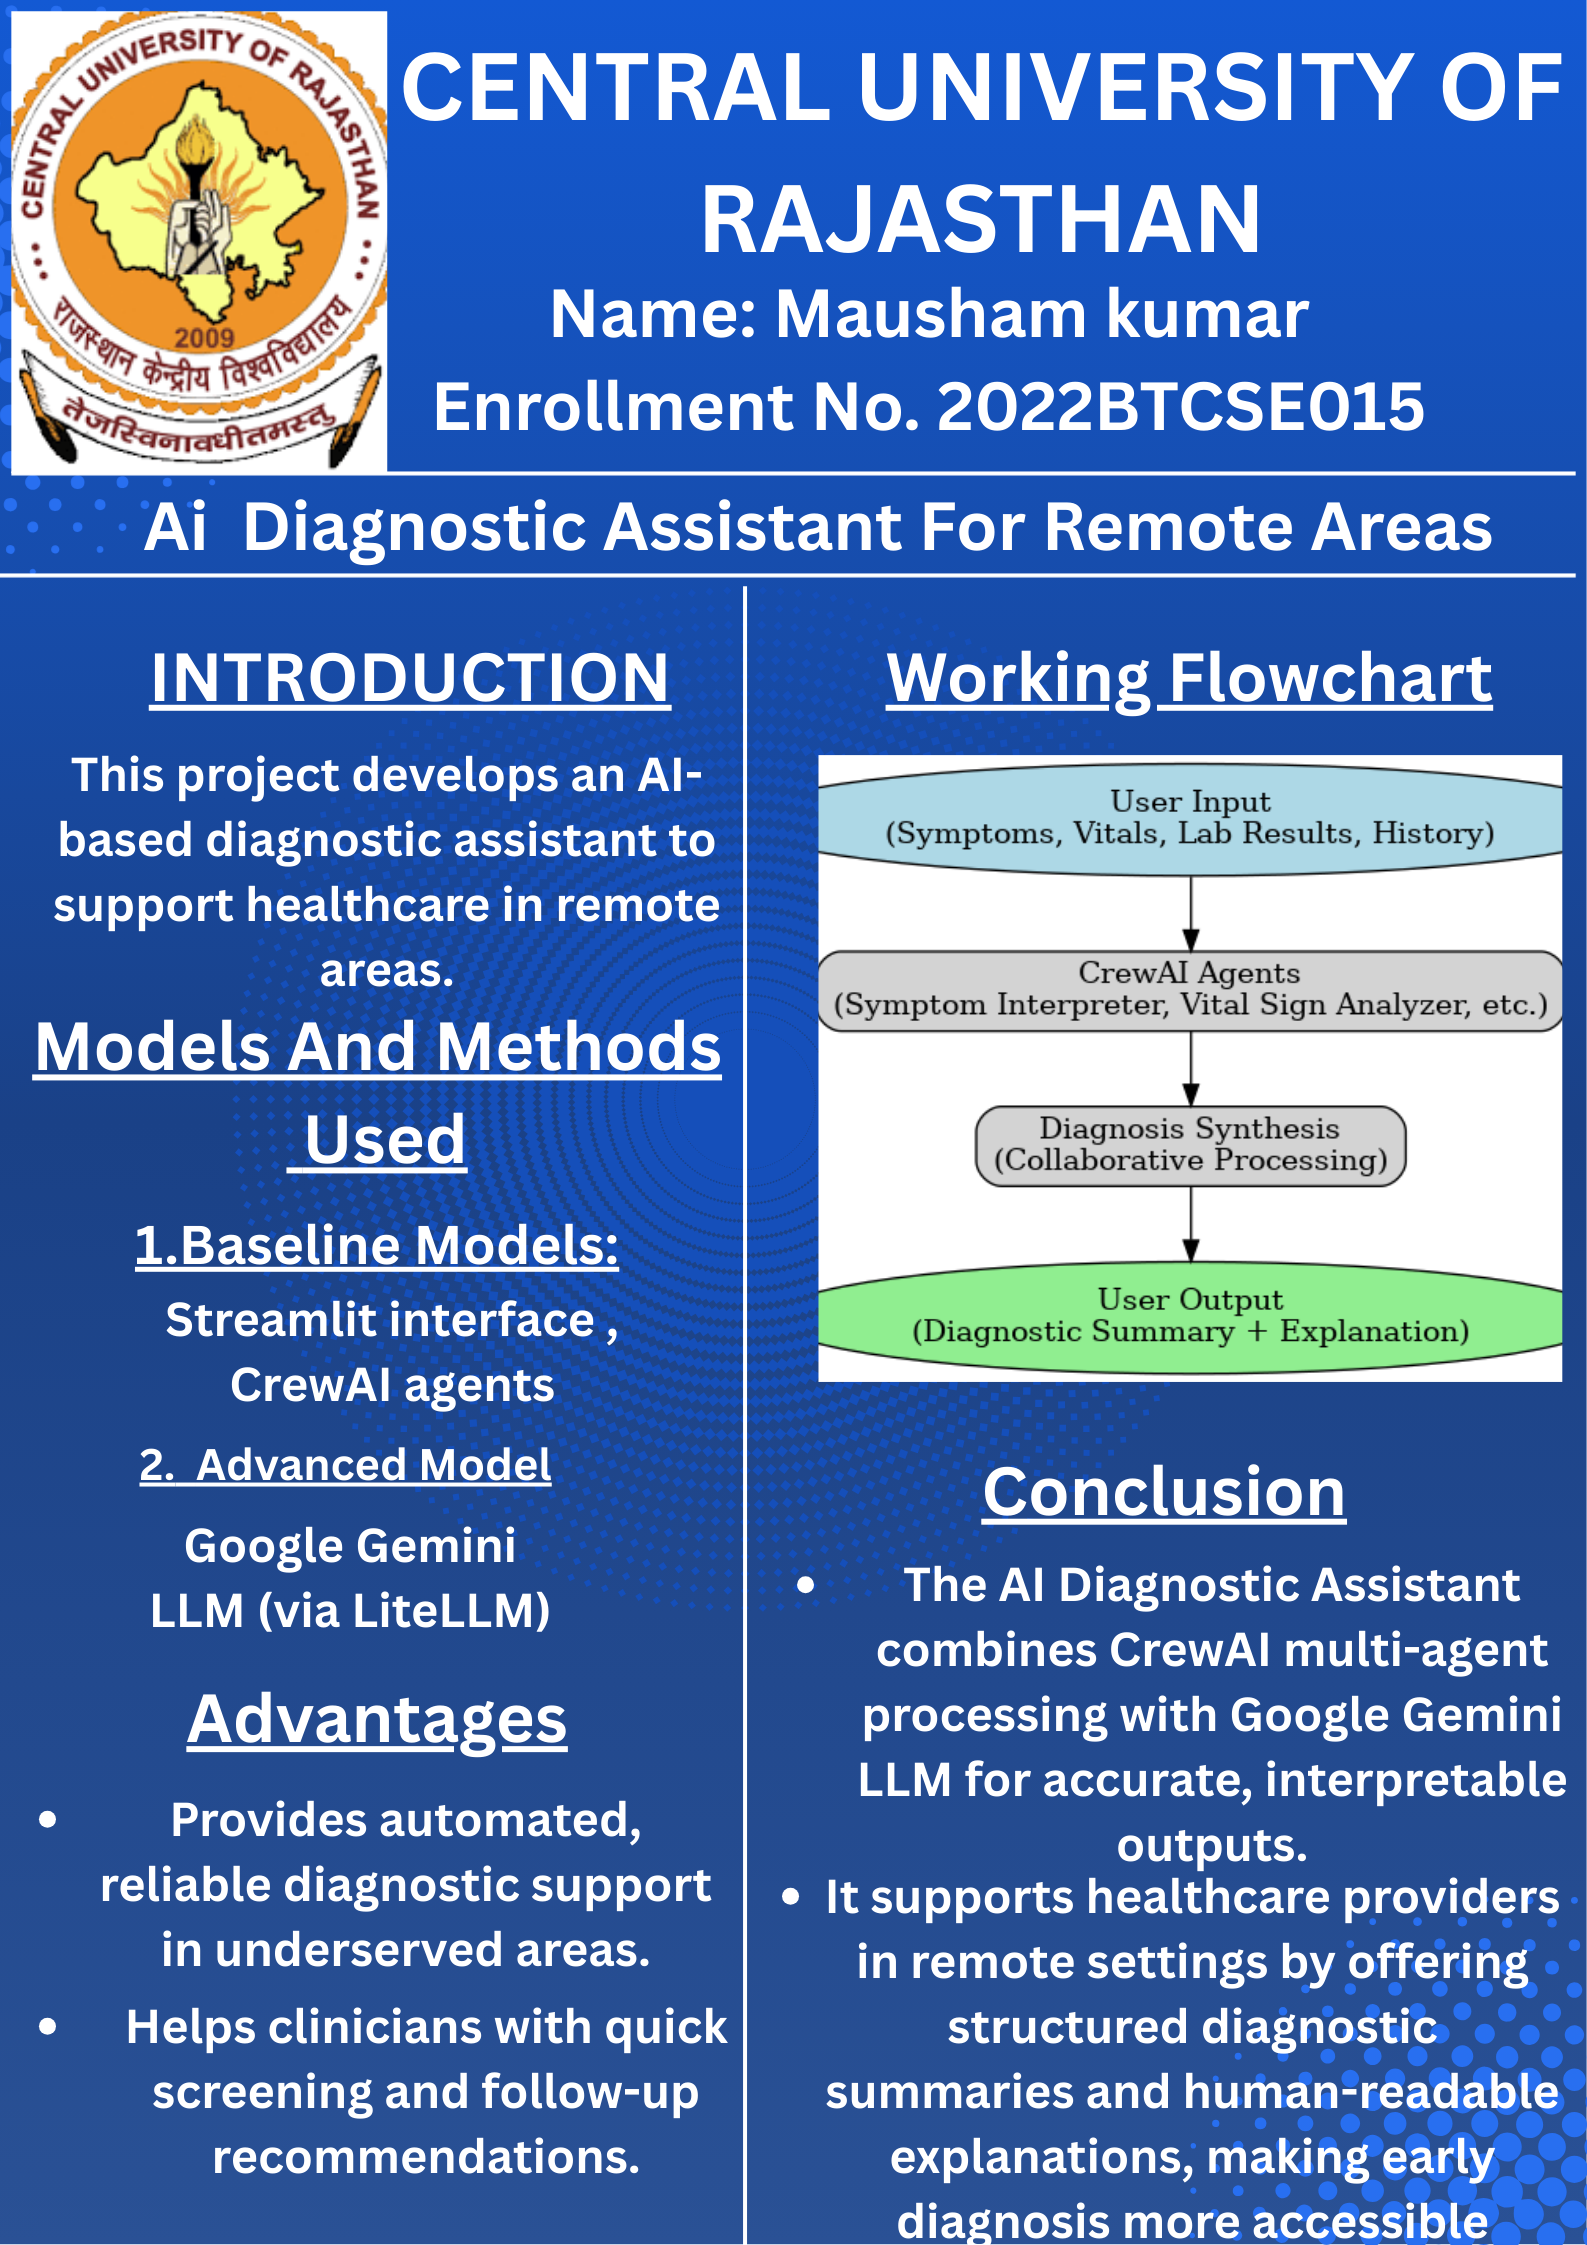 CENTRAL UNIVERSITY OF RAJASTHAN
2009
राजस्थान केन्द्रीय विश्वविद्यालय
तेजस्विनावधीतमस्तु
CENTRAL UNIVERSITY OF
RAJASTHAN
Name: Mausham kumar
Enrollment No. 2022BTCSE015
Ai  Diagnostic Assistant For Remote Areas
INTRODUCTION
This project develops an AI-
based diagnostic assistant to
support healthcare in remote
areas.
Models And Methods
Used
1.Baseline Models:
Streamlit interface ,
CrewAI agents
2.  Advanced Model
Google Gemini
LLM (via LiteLLM)
Advantages
• Provides automated,
reliable diagnostic support
in underserved areas.
• Helps clinicians with quick
screening and follow-up
recommendations.
Working Flowchart
User Input
(Symptoms, Vitals, Lab Results, History)
CrewAI Agents
(Symptom Interpreter, Vital Sign Analyzer, etc.)
Diagnosis Synthesis
(Collaborative Processing)
User Output
(Diagnostic Summary + Explanation)
Conclusion
• The AI Diagnostic Assistant
combines CrewAI multi-agent
processing with Google Gemini
LLM for accurate, interpretable
outputs.
• It supports healthcare providers
in remote settings by offering
structured diagnostic
summaries and human-readable
explanations, making early
diagnosis more accessible